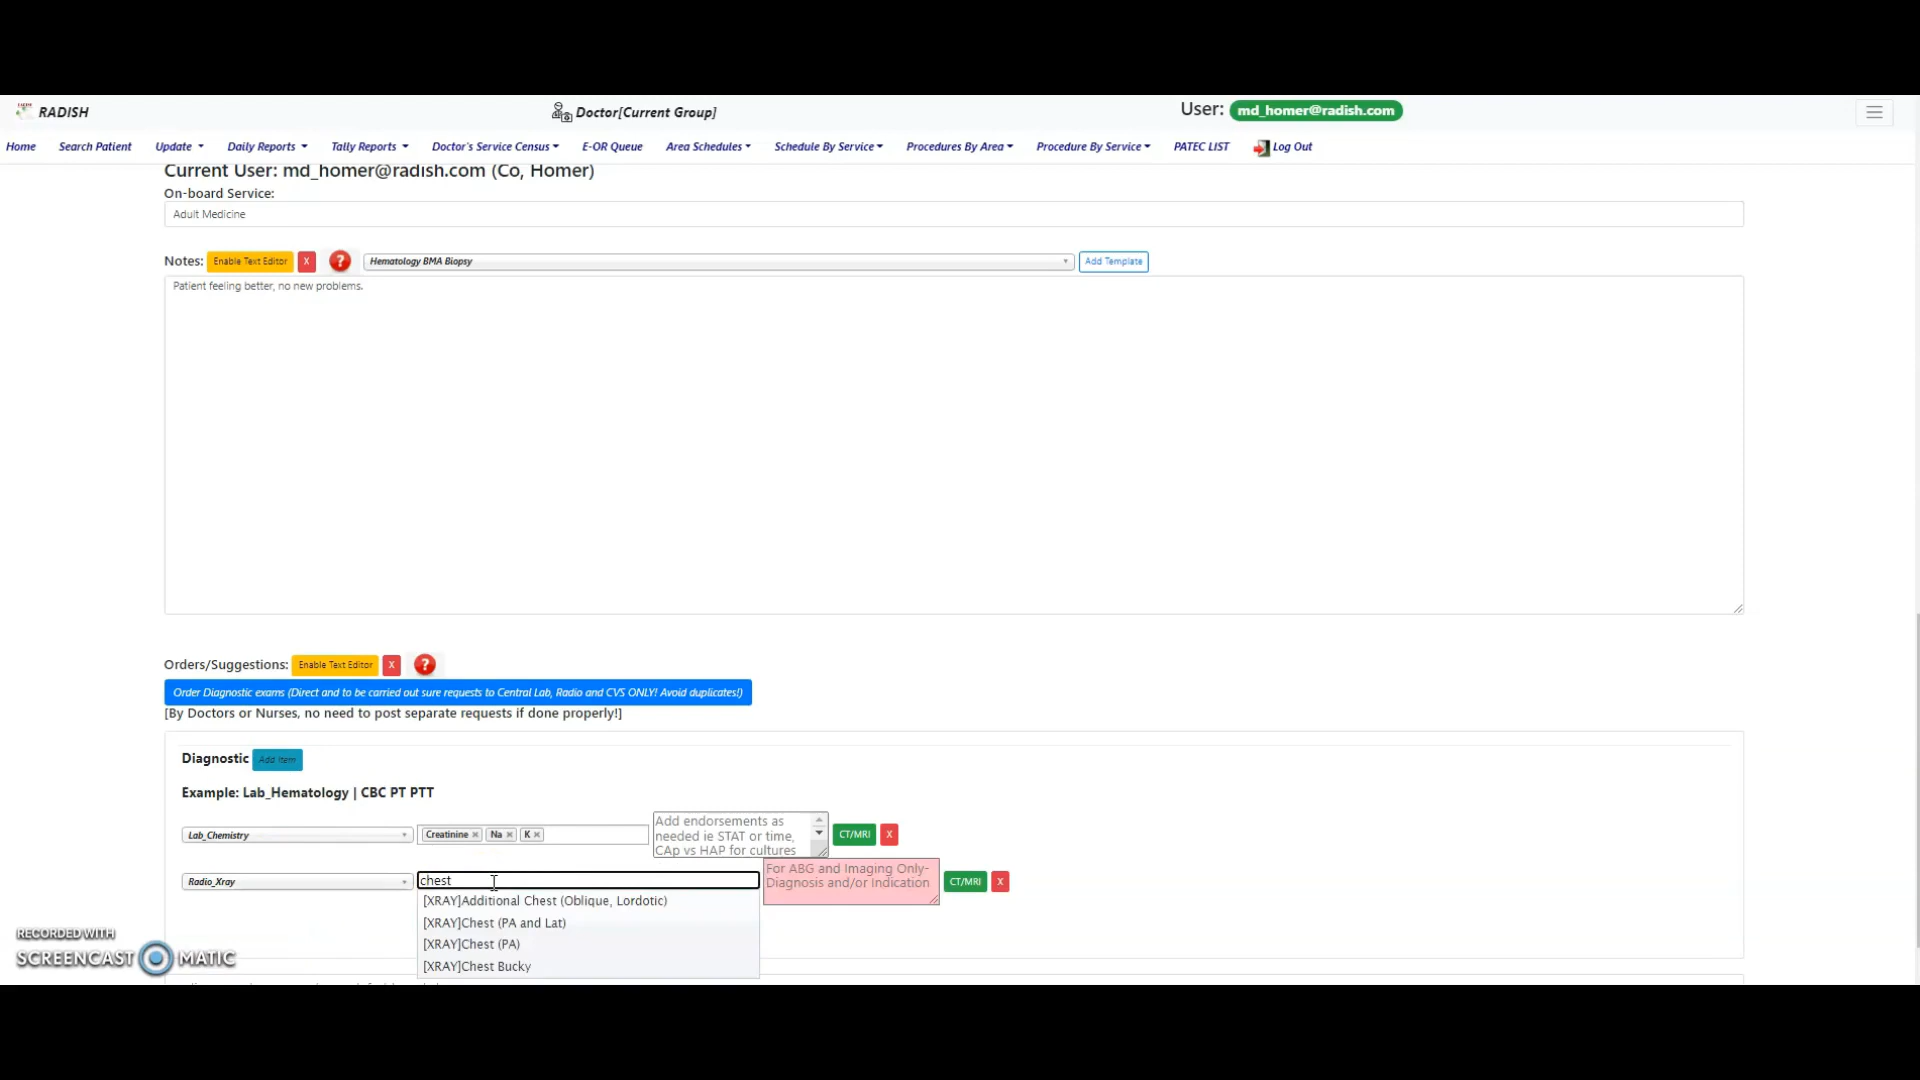 RADISH
Doctor[Current Group]
User: md_homer@radish.com
Home Search Patient Update Daily Reports Tally Reports Doctor's Service Census E-OR Queue Area Schedules Schedule By Service Procedures By Area Procedure By Service PATEC LIST Log Out
Current User: md_homer@radish.com (Co, Homer)
On-board Service:
Adult Medicine
Notes: Enable Text Editor X ? Hematology BMA Biopsy Add Template
Patient feeling better, no new problems.
Orders/Suggestions: Enable Text Editor X ?
Order Diagnostic exams (Direct and to be carried out sure requests to Central Lab, Radio and CVS ONLY! Avoid duplicates!)
[By Doctors or Nurses, no need to post separate requests if done properly!]
Diagnostic Add Item
Example: Lab_Hematology | CBC PT PTT
Lab_Chemistry Creatinine × Na × K × CT/MRI X
Add endorsements as
needed ie STAT or time,
CAp vs HAP for cultures
Radio_Xray chest CT/MRI X
For ABG and Imaging Only-
Diagnosis and/or Indication
[XRAY]Additional Chest (Oblique, Lordotic)
[XRAY]Chest (PA and Lat)
[XRAY]Chest (PA)
[XRAY]Chest Bucky
RECORDED WITH
SCREENCAST MATIC